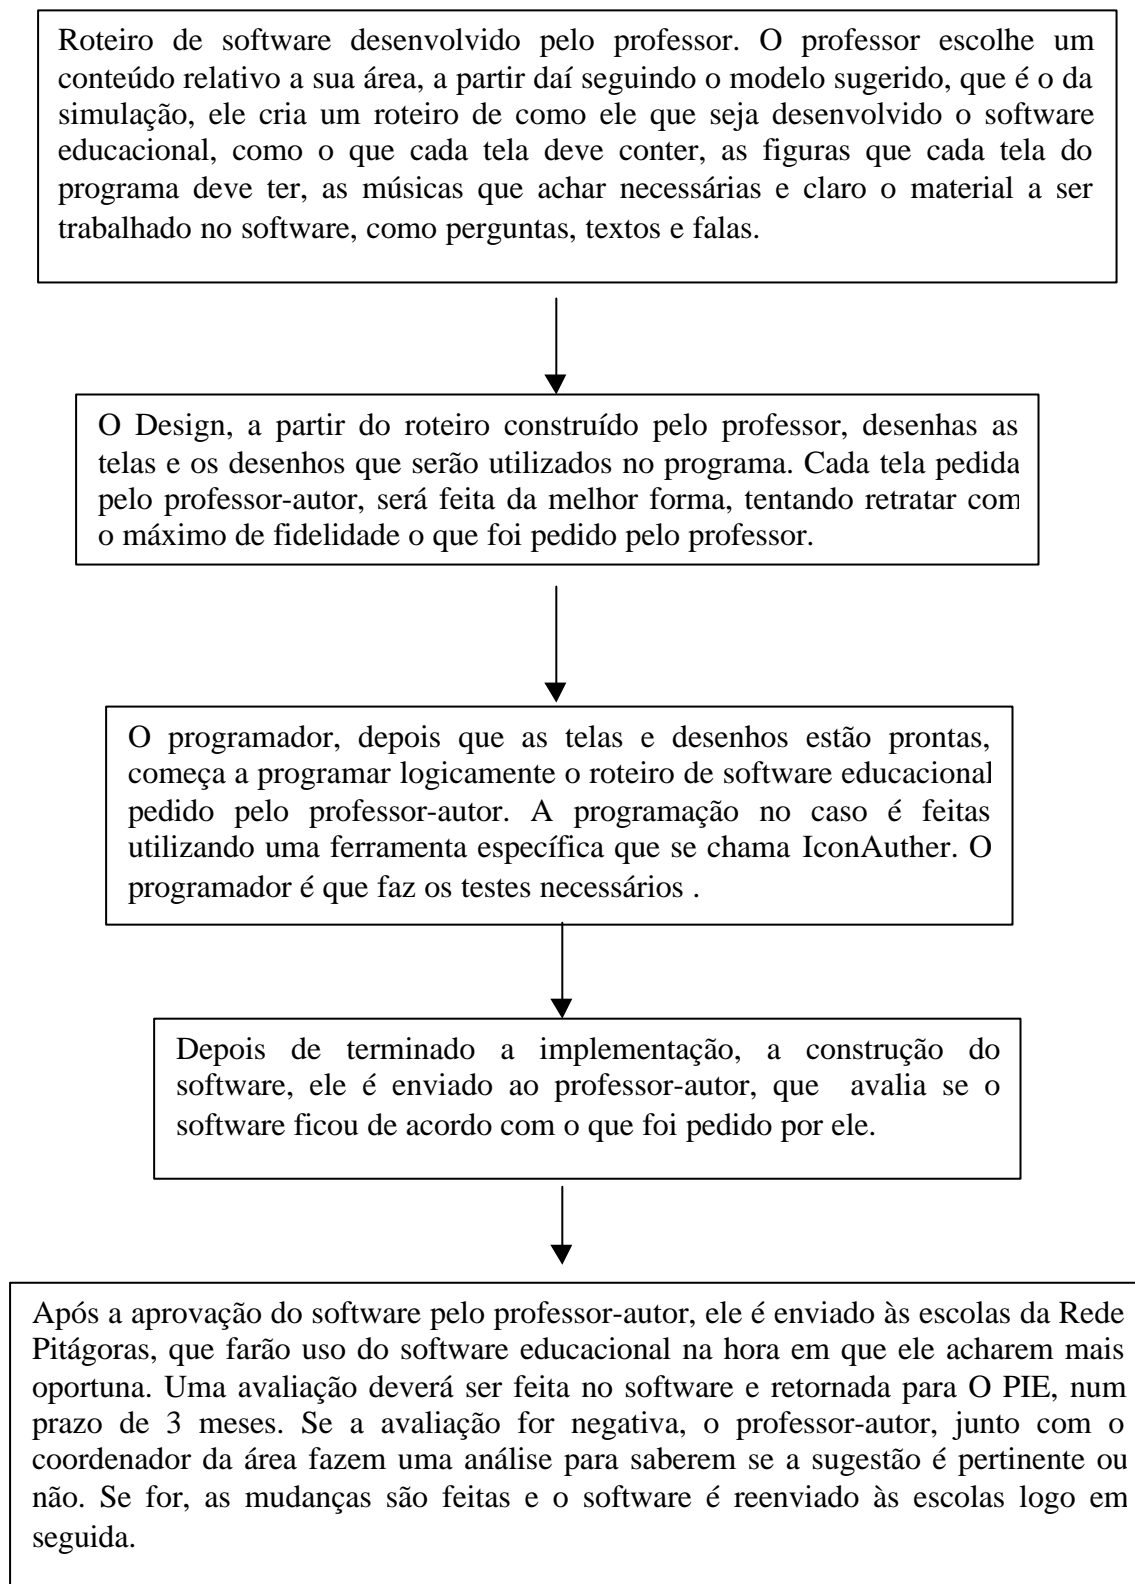 Roteiro de software desenvolvido pelo professor. O professor escolhe um
conteúdo relativo a sua área, a partir daí seguindo o modelo sugerido, que é o da
simulação, ele cria um roteiro de como ele que seja desenvolvido o software
educacional, como o que cada tela deve conter, as figuras que cada tela do
programa deve ter, as músicas que achar necessárias e claro o material a ser
trabalhado no software, como perguntas, textos e falas.
O Design, a partir do roteiro construído pelo professor, desenhas as
telas e os desenhos que serão utilizados no programa. Cada tela pedida
pelo professor-autor, será feita da melhor forma, tentando retratar com
o máximo de fidelidade o que foi pedido pelo professor.
O programador, depois que as telas e desenhos estão prontas,
começa a programar logicamente o roteiro de software educacional
pedido pelo professor-autor. A programação no caso é feitas
utilizando uma ferramenta específica que se chama IconAuther. O
programador é que faz os testes necessários .
Depois de terminado a implementação, a construção do
software, ele é enviado ao professor-autor, que avalia se o
software ficou de acordo com o que foi pedido por ele.
Após a aprovação do software pelo professor-autor, ele é enviado às escolas da Rede
Pitágoras, que farão uso do software educacional na hora em que ele acharem mais
oportuna. Uma avaliação deverá ser feita no software e retornada para O PIE, num
prazo de 3 meses. Se a avaliação for negativa, o professor-autor, junto com o
coordenador da área fazem uma análise para saberem se a sugestão é pertinente ou
não. Se for, as mudanças são feitas e o software é reenviado às escolas logo em
seguida.